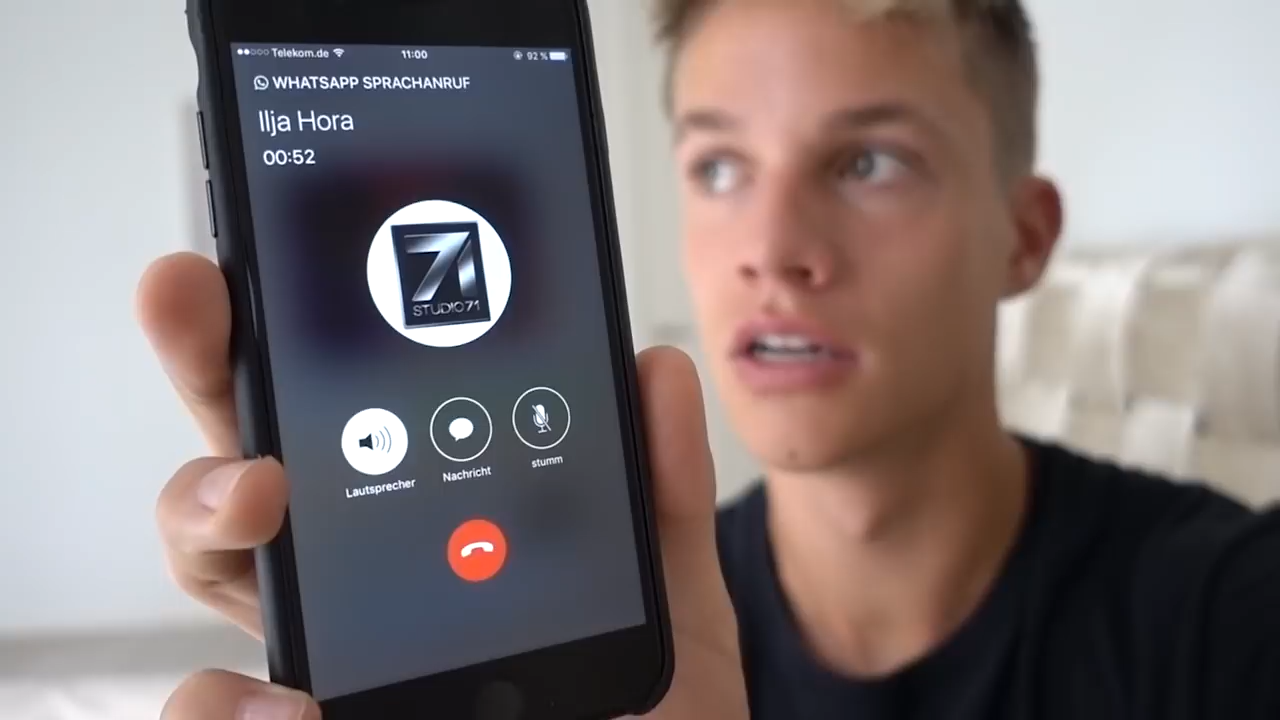 Telekom.de 11:00 92 %
WHATSAPP SPRACHANRUF
Ilja Hora
00:52
71
STUDIO71
Lautsprecher Nachricht stumm